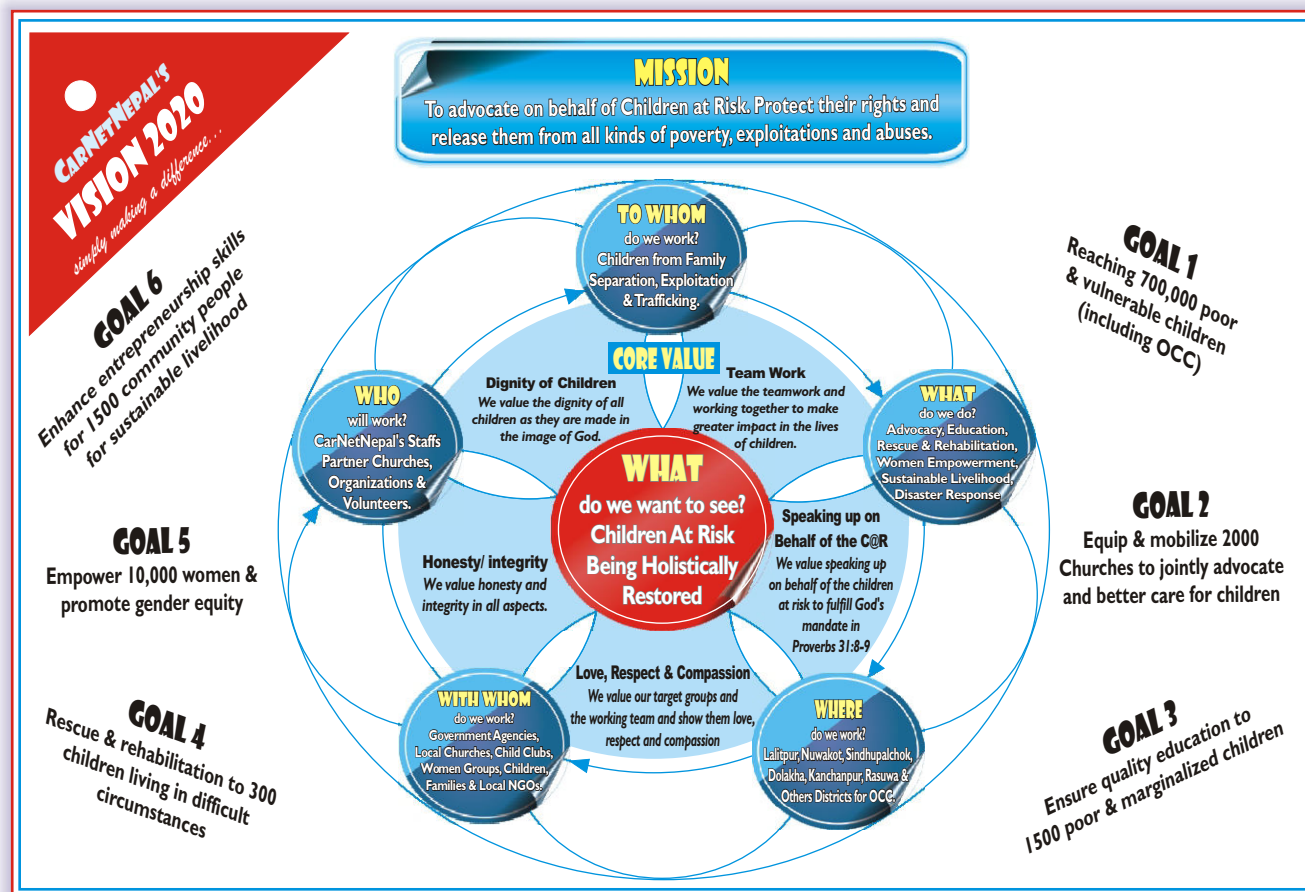 CARNETNEPAL'S
VISION 2020
simply making a difference...
MISSION
To advocate on behalf of Children at Risk. Protect their rights and
release them from all kinds of poverty, exploitations and abuses.
TO WHOM
do we work?
Children from Family
Separation, Exploitation
& Trafficking.
GOAL 1
Reaching 700,000 poor
& vulnerable children
(including OCC)
GOAL 6
Enhance entrepreneurship skills
for 1500 community people
for sustainable livelihood
CORE VALUE
Dignity of Children
We value the dignity of all
children as they are made in
the image of God.
Team Work
We value the teamwork and
working together to make
greater impact in the lives
of children.
WHO
will work?
CarNetNepal's Staffs
Partner Churches,
Organizations &
Volunteers.
WHAT
do we do?
Advocacy, Education,
Rescue & Rehabilitation,
Women Empowerment,
Sustainable Livelihood,
Disaster Response
WHAT
do we want to see?
Children At Risk
Being Holistically
Restored
GOAL 5
Empower 10,000 women &
promote gender equity
GOAL 2
Equip & mobilize 2000
Churches to jointly advocate
and better care for children
Honesty/ integrity
We value honesty and
integrity in all aspects.
Speaking up on
Behalf of the C@R
We value speaking up
on behalf of the children
at risk to fulfill God's
mandate in
Proverbs 31:8-9
Love, Respect & Compassion
We value our target groups and
the working team and show them love,
respect and compassion
WITH WHOM
do we work?
Government Agencies,
Local Churches, Child Clubs,
Women Groups, Children,
Families & Local NGOs.
WHERE
do we work?
Lalitpur, Nuwakot, Sindhupalchok,
Dolakha, Kanchanpur, Rasuwa &
Others Districts for OCC.
GOAL 4
Rescue & rehabilitation to 300
children living in difficult
circumstances
GOAL 3
Ensure quality education to
1500 poor & marginalized children